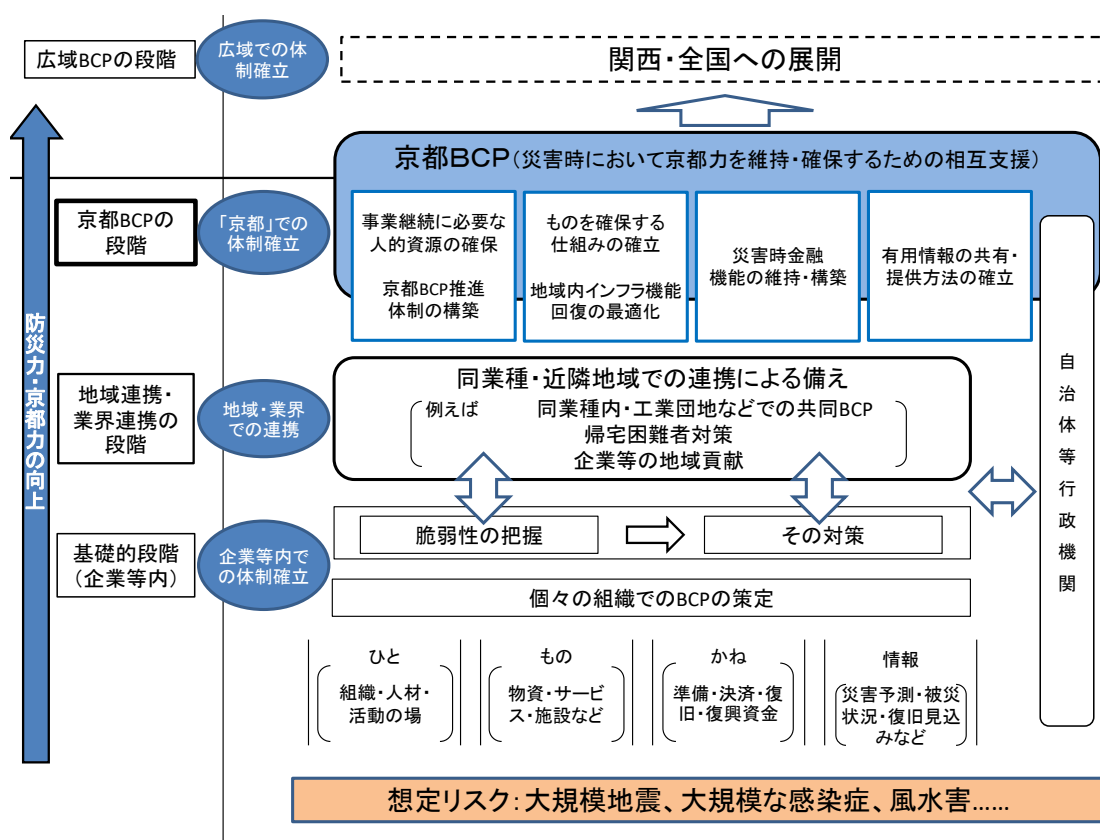 広域BCPの段階
広域での体
制確立
関西・全国への展開
京都BCP(災害時において京都力を維持・確保するための相互支援)
京都BCPの
段階
「京都」での
体制確立
事業継続に必要な
人的資源の確保
京都BCP推進
体制の構築
ものを確保する
仕組みの確立
地域内インフラ機能
回復の最適化
災害時金融
機能の維持・構築
有用情報の共有・
提供方法の確立
防災力・京都力の向上
地域連携・
業界連携の
段階
地域・業界
での連携
同業種・近隣地域での連携による備え
例えば 同業種内・工業団地などでの共同BCP
帰宅困難者対策
企業等の地域貢献
自治体等行政機関
基礎的段階
(企業等内)
企業等内で
の体制確立
脆弱性の把握
その対策
個々の組織でのBCPの策定
ひと
組織・人材・
活動の場
もの
物資・サービ
ス・施設など
かね
準備・決済・復
旧・復興資金
情報
災害予測・被災
状況・復旧見込
みなど
想定リスク:大規模地震、大規模な感染症、風水害……